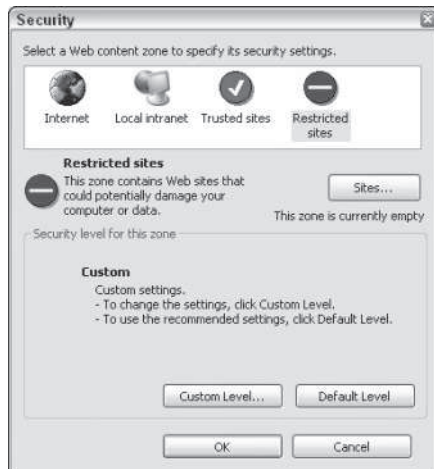 Security
Select a Web content zone to specify its security settings.
Internet
Local intranet
Trusted sites
Restricted
sites
Restricted sites
This zone contains Web sites that
could potentially damage your
computer or data.
Sites...
This zone is currently empty
Security level for this zone
Custom
Custom settings.
- To change the settings, click Custom Level.
- To use the recommended settings, click Default Level.
Custom Level...
Default Level
OK
Cancel